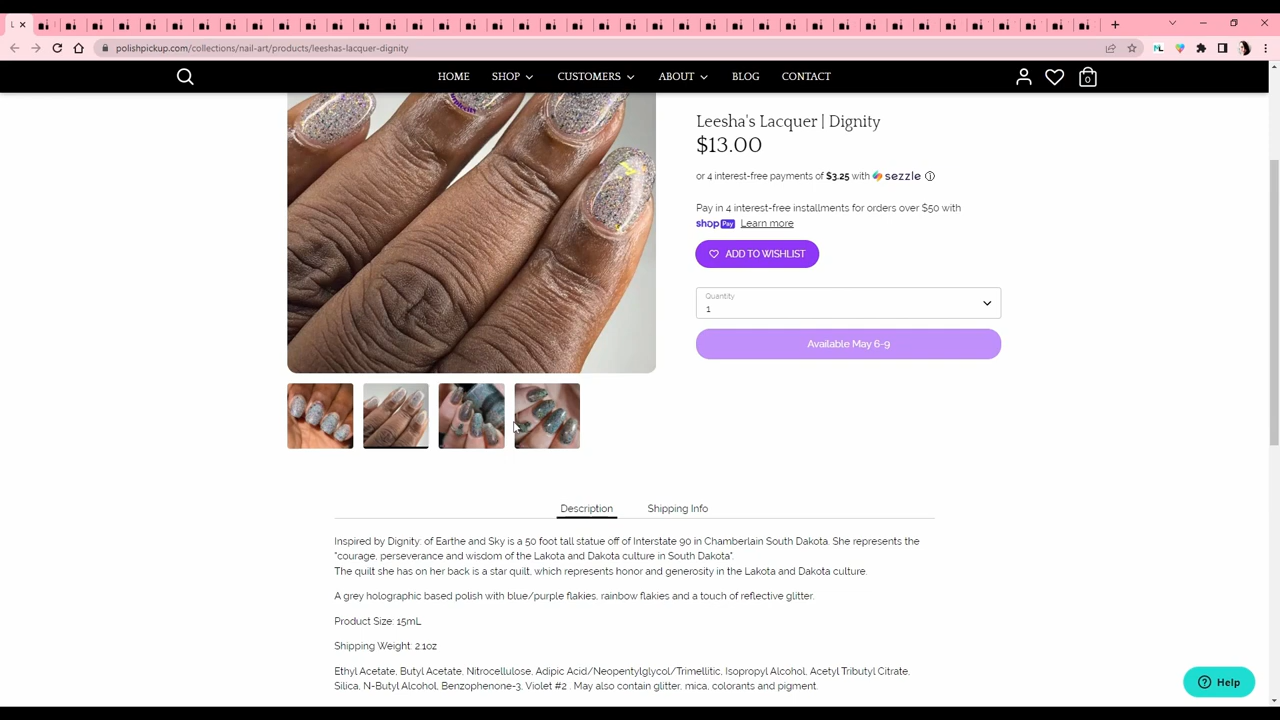 L
polishpickup.com/collections/nail-art/products/leeshas-lacquer-dignity
HOME SHOP CUSTOMERS ABOUT BLOG CONTACT
0
Leesha's Lacquer | Dignity
$13.00
or 4 interest-free payments of $3.25 with sezzle
Pay in 4 interest-free installments for orders over $50 with
shop Pay Learn more
ADD TO WISHLIST
Quantity
1
Available May 6-9
Description Shipping Info
Inspired by Dignity: of Earthe and Sky is a 50 foot tall statue off of Interstate 90 in Chamberlain South Dakota. She represents the
"courage, perseverance and wisdom of the Lakota and Dakota culture in South Dakota".
The quilt she has on her back is a star quilt, which represents honor and generosity in the Lakota and Dakota culture.
A grey holographic based polish with blue/purple flakies, rainbow flakies and a touch of reflective glitter.
Product Size: 15mL
Shipping Weight: 2.1oz
Ethyl Acetate, Butyl Acetate, Nitrocellulose, Adipic Acid/Neopentylglycol/Trimellitic, Isopropyl Alcohol, Acetyl Tributyl Citrate,
Silica, N-Butyl Alcohol, Benzophenone-3, Violet #2 . May also contain glitter, mica, colorants and pigment.
Help